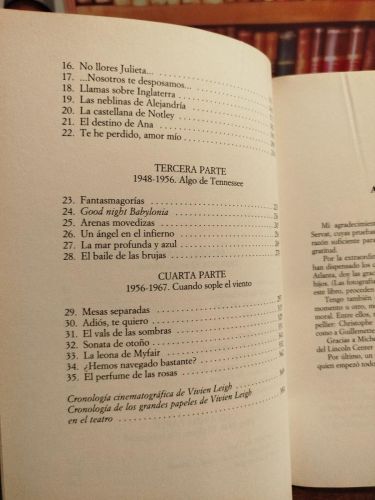 16. No llores Julieta...
17. ...Nosotros te desposamos...
18. Llamas sobre Inglaterra
19. Las neblinas de Alejandría
20. La castellana de Notley
21. El destino de Ana
22. Te he perdido, amor mío
TERCERA PARTE
1948-1956. Algo de Tennessee
23. Fantasmagorías
24. Good night Babylonia
25. Arenas movedizas
26. Un ángel en el infierno
27. La mar profunda y azul
28. El baile de las brujas
CUARTA PARTE
1956-1967. Cuando sople el viento
29. Mesas separadas
30. Adiós, te quiero
31. El vals de las sombras
32. Sonata de otoño
33. La leona de Myfair
34. ¿Hemos navegado bastante?
35. El perfume de las rosas
Cronología cinematográfica de Vivien Leigh
Cronología de los grandes papeles de Vivien Leigh
en el teatro
A
Mi agradecimien
Servat, cuyas prueba
razón suficiente para
gratitud.
Por la extraordin
han dispensado los c
Atlanta, doy las graci
hijos. (Las fotografía
este libro, proceden
Tengo también
momento u otro, me
moral. Entre ellos,
pellier: Christophe
como a Guillemette
Gracias a Miche
del Lincoln Center
Por último, un
quien empezó todo